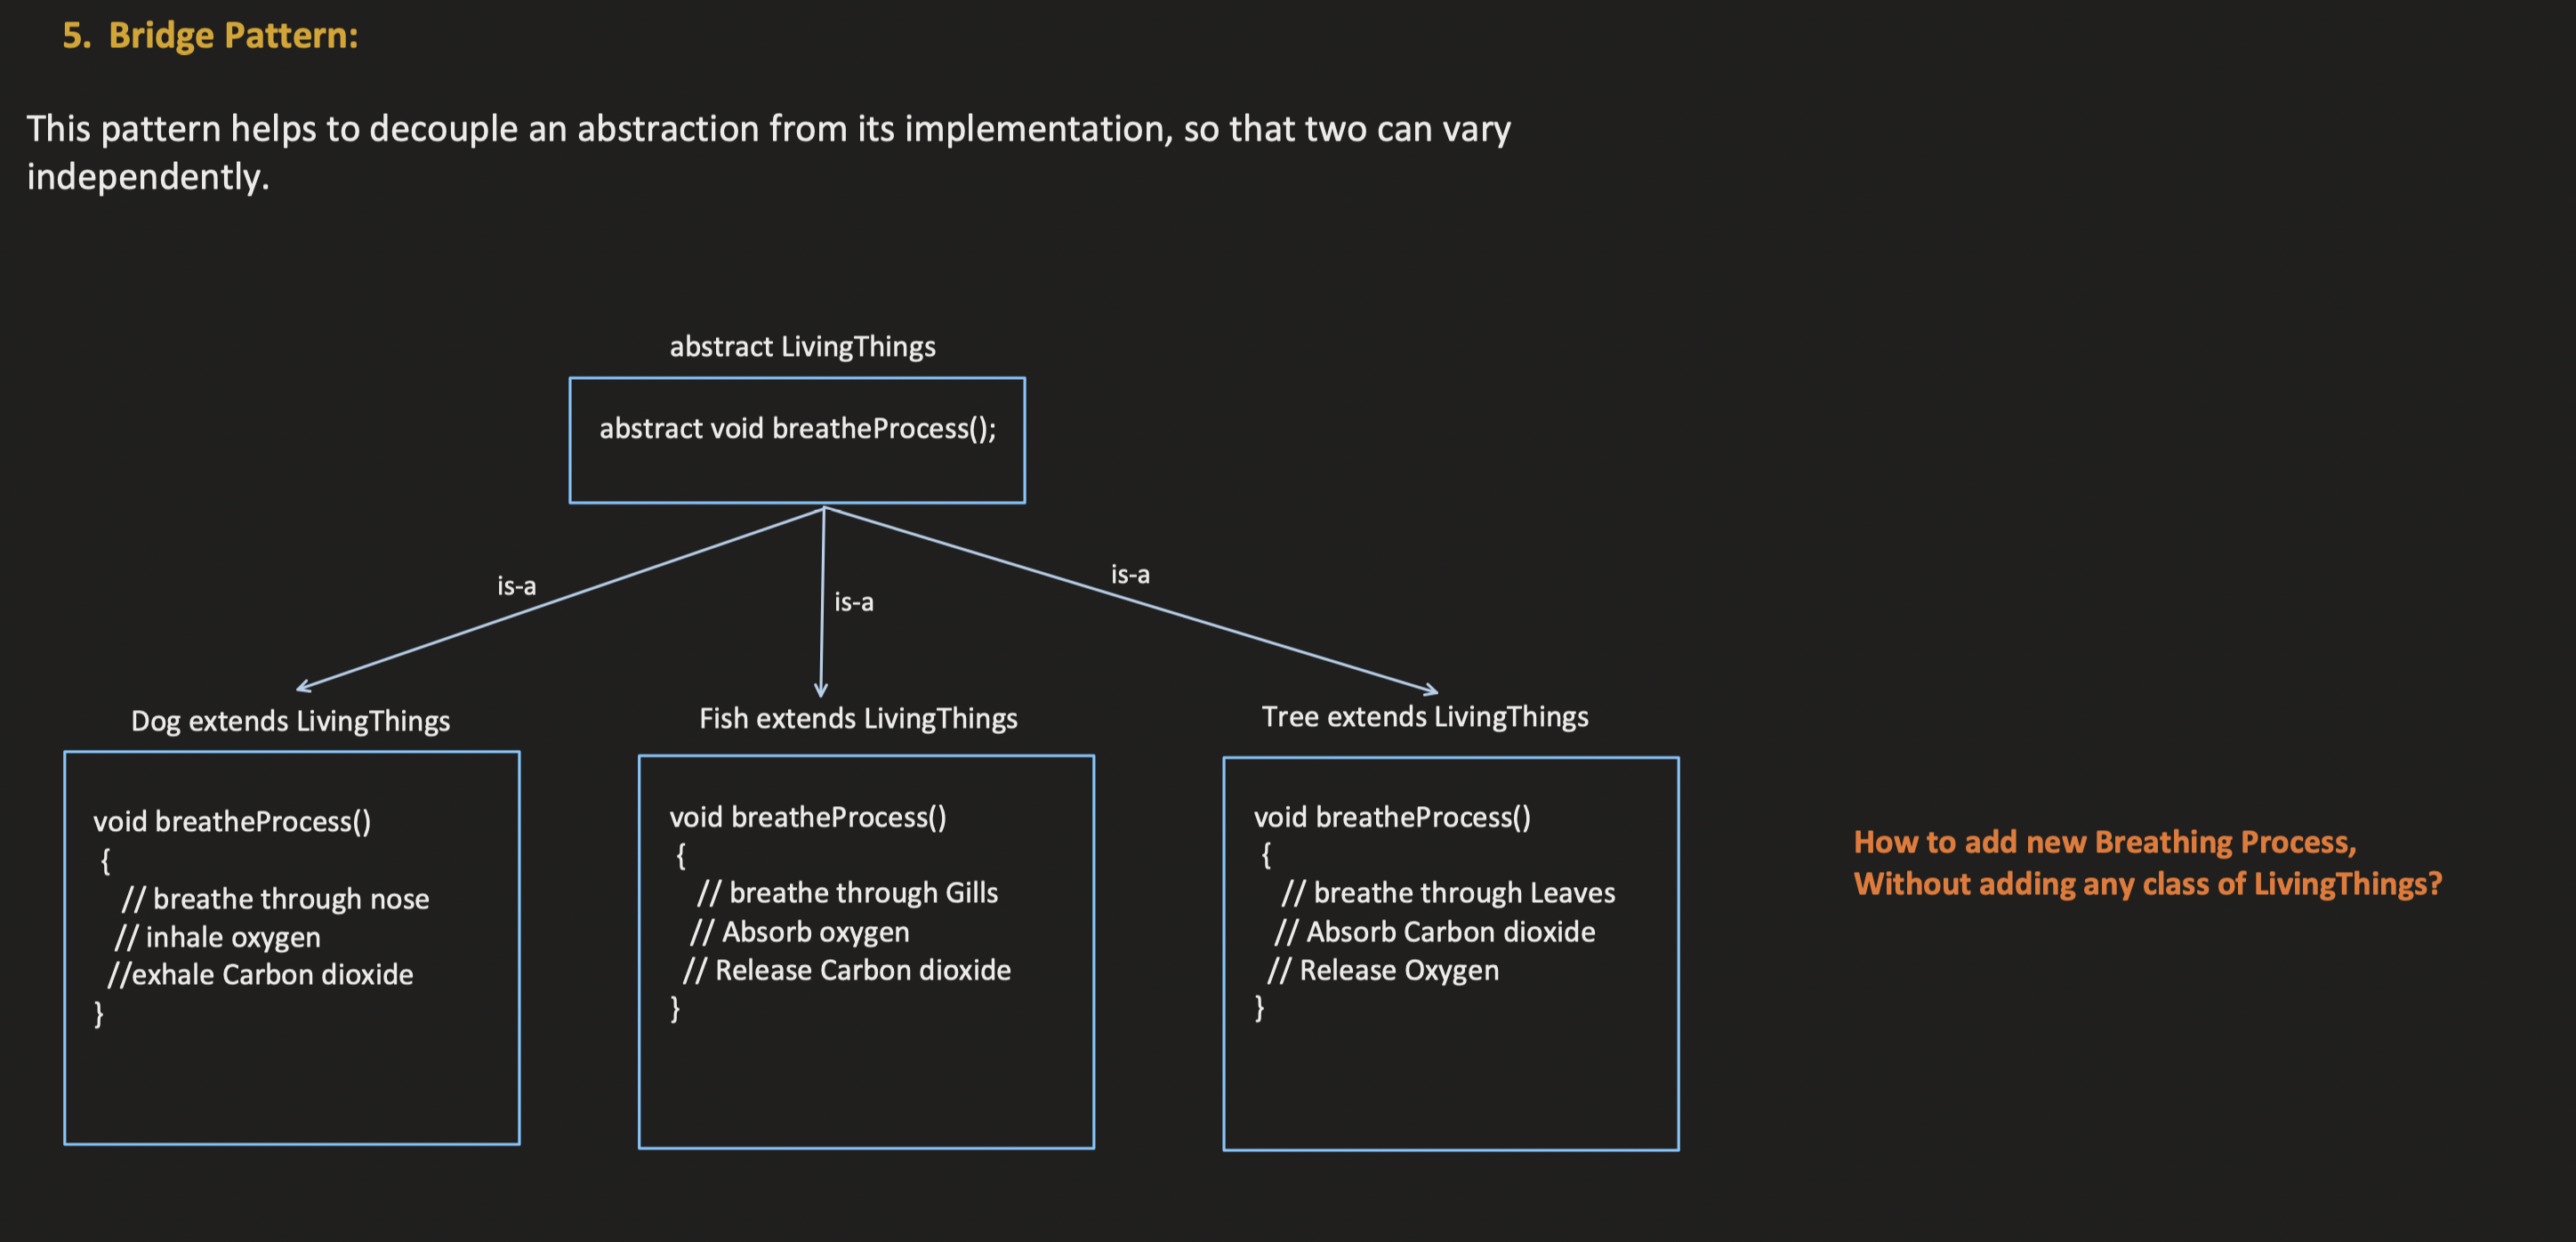 5. Bridge Pattern:
This pattern helps to decouple an abstraction from its implementation, so that two can vary
independently.
abstract LivingThings
abstract void breatheProcess();
is-a
is-a
is-a
Dog extends LivingThings
void breatheProcess()
{
// breathe through nose
// inhale oxygen
//exhale Carbon dioxide
}
Fish extends LivingThings
void breatheProcess()
{
// breathe through Gills
// Absorb oxygen
// Release Carbon dioxide
}
Tree extends LivingThings
void breatheProcess()
{
// breathe through Leaves
// Absorb Carbon dioxide
// Release Oxygen
}
How to add new Breathing Process,
Without adding any class of LivingThings?